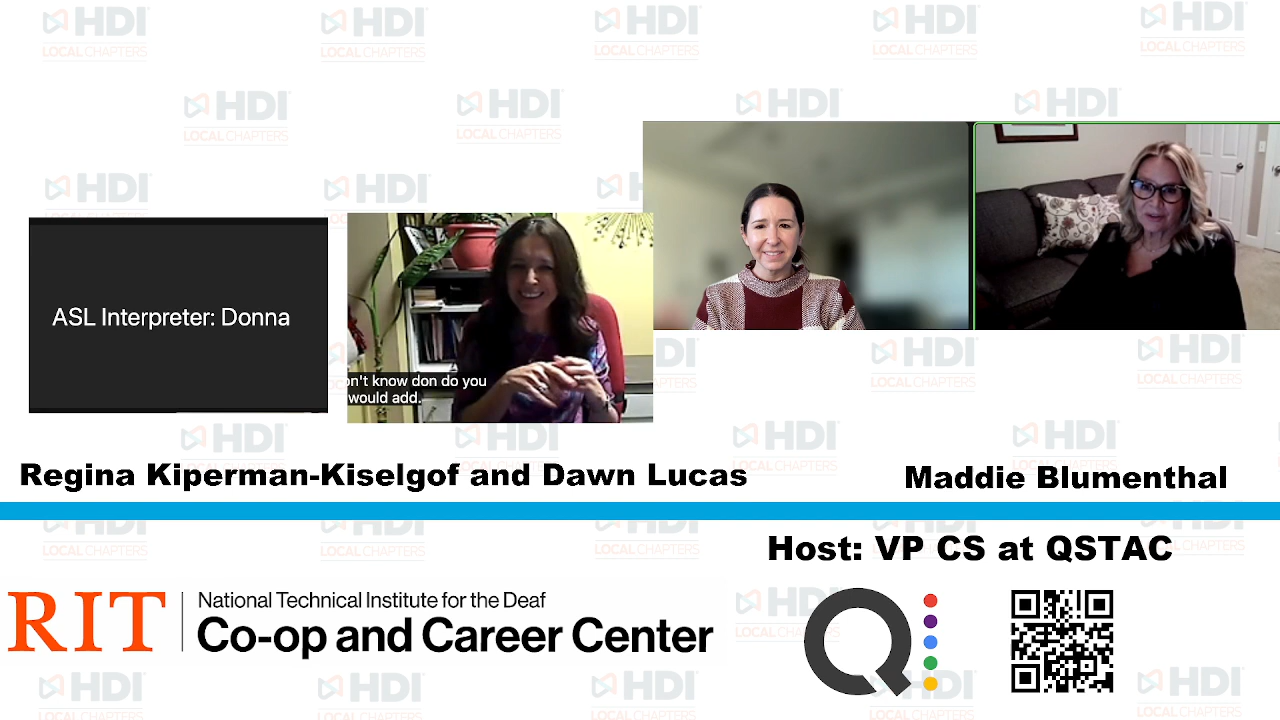 HDI
LOCAL CHAPTERS
ASL Interpreter: Donna
on't know don do you
would add.
Regina Kiperman-Kiselgof and Dawn Lucas
Maddie Blumenthal
Host: VP CS at QSTAC
RIT
National Technical Institute for the Deaf
Co-op and Career Center